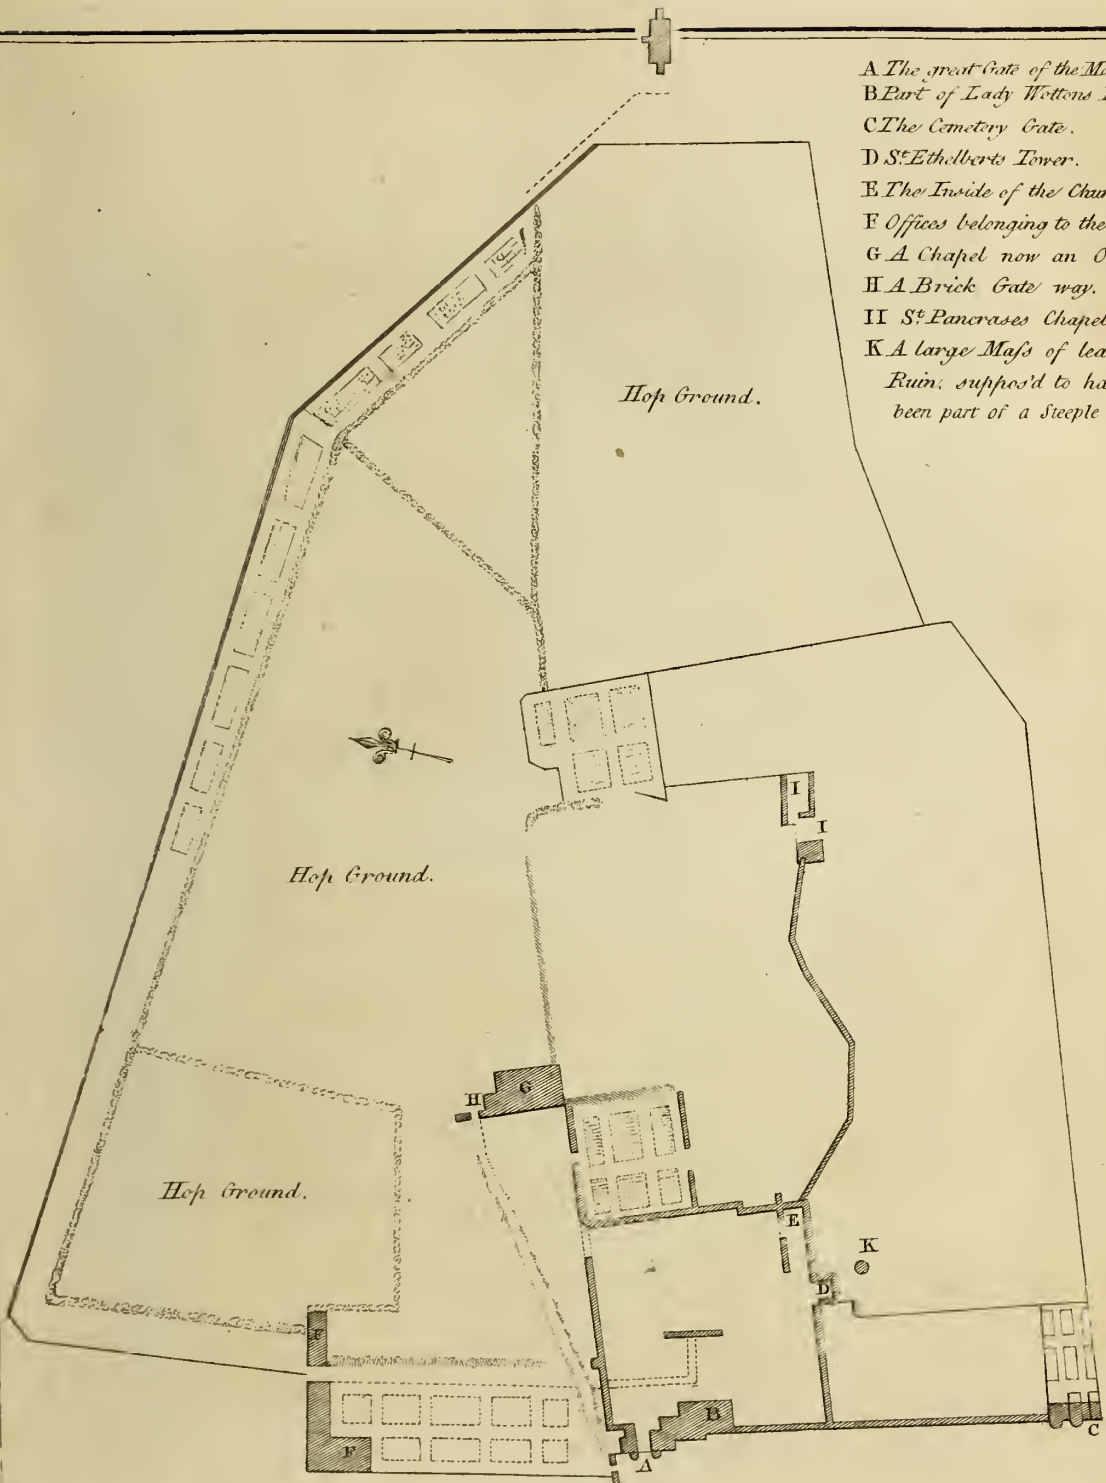 A The great Gate of the
B Part of Lady Wottons
C The Cemetery Gate.
D St. Ethelberts Tower.
E The Inside of the
F Offices belonging to the
G A Chapel now an
H A Brick Gate way.
II St. Pancrases Chapel
K A large Maſs of
Ruin, suppos'd to
been part of a Steeple
Hop Ground.
I
I
Hop Ground.
H
G
Hop Ground.
E
K
D
F
B
C
F
A